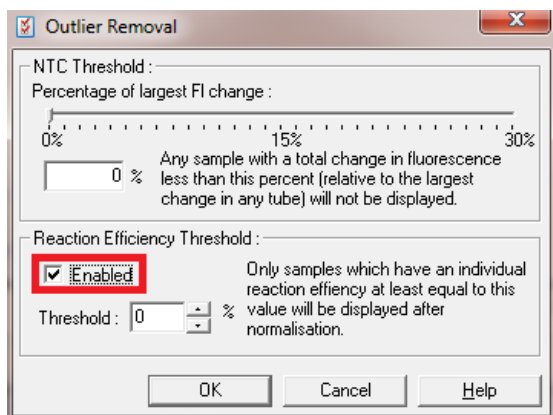 Outlier Removal
NTC Threshold :
Percentage of largest Fl change :
0% 15% 30%
0 %
Any sample with a total change in fluorescence
less than this percent (relative to the largest
change in any tube) will not be displayed.
Reaction Efficiency Threshold :
Enabled
Threshold : 0 %
Only samples which have an individual
reaction effiency at least equal to this
value will be displayed after
normalisation.
OK Cancel Help